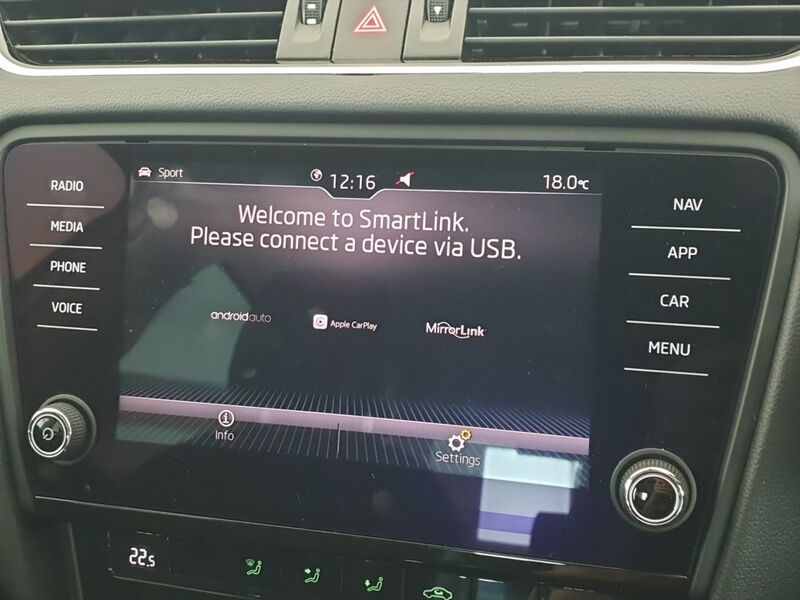 Sport
12:16
18.0°C
RADIO
MEDIA
PHONE
VOICE
Welcome to SmartLink.
Please connect a device via USB.
androidauto
Apple CarPlay
MirrorLink
NAV
APP
CAR
MENU
i
Info
Settings
22.5